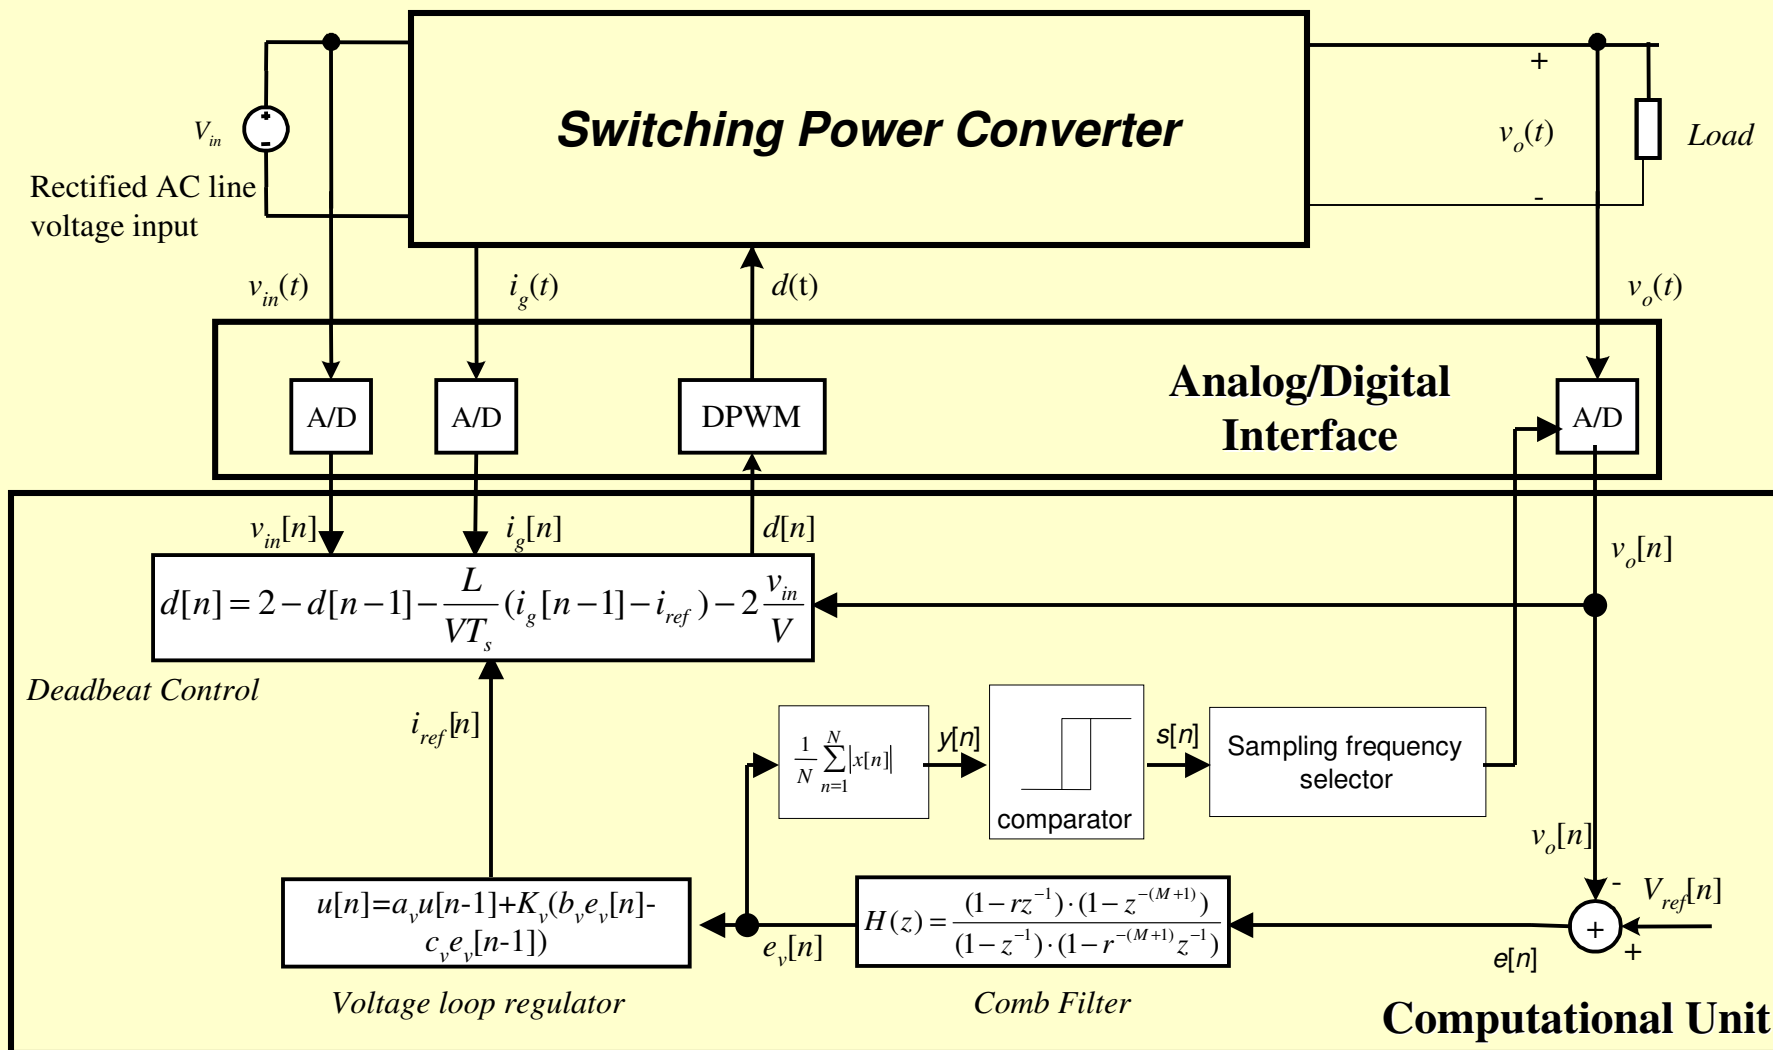 Switching Power Converter
+
-
V_in
Rectified AC line
voltage input
+
v_o(t)
-
Load
v_in(t)
i_g(t)
d(t)
v_o(t)
A/D
A/D
DPWM
Analog/Digital
Interface
A/D
v_in[n]
i_g[n]
d[n]
v_o[n]
d[n] = 2 − d[n−1] − L/(VT_s) (i_g[n−1] − i_ref) − 2 v_in/V
Deadbeat Control
i_ref[n]
1/N ∑_{n=1}^{N} |x[n]|
y[n]
comparator
s[n]
Sampling frequency
selector
v_o[n]
u[n]=a_v u[n-1]+K_v(b_v e_v[n]-
c_v e_v[n-1])
Voltage loop regulator
e_v[n]
H(z) = (1−rz^{−1})·(1−z^{−(M+1)}) / (1−z^{−1})·(1−r^{−(M+1)}z^{−1})
Comb Filter
e[n]
-
+
+
V_ref[n]
Computational Unit